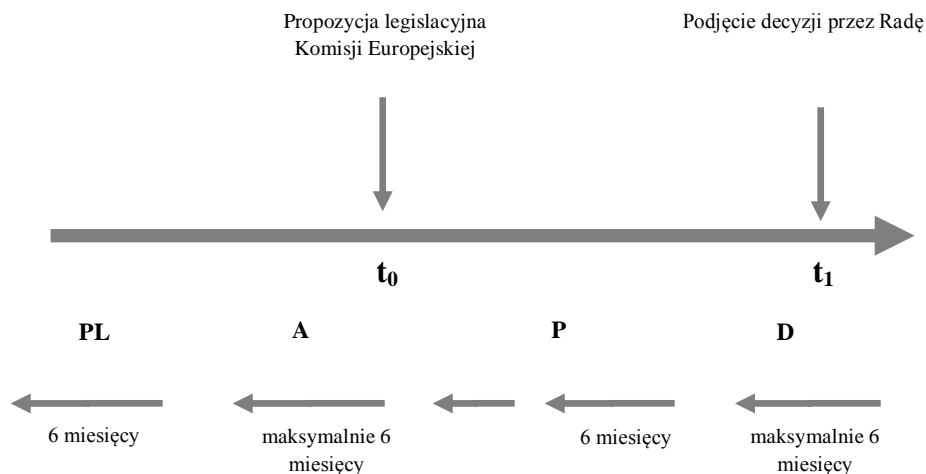 Propozycja legislacyjna
Komisji Europejskiej
Podjęcie decyzji przez Radę
t0
t1
PL
A
P
D
6 miesięcy
maksymalnie 6
miesięcy
6 miesięcy
maksymalnie 6
miesięcy